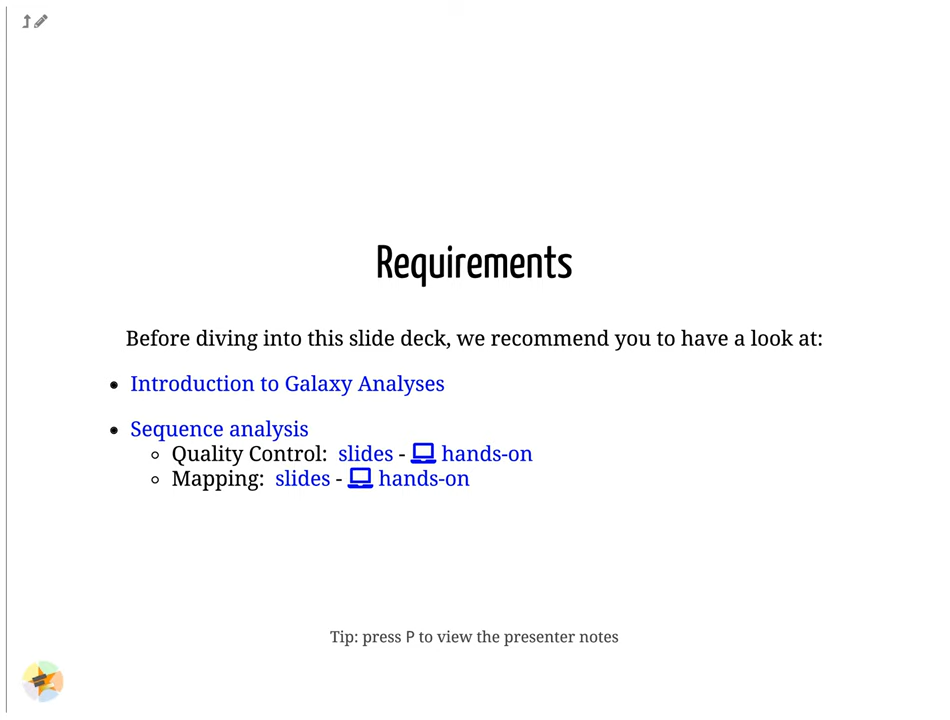 Requirements
Before diving into this slide deck, we recommend you to have a look at:
Introduction to Galaxy Analyses
Sequence analysis
Quality Control: slides - hands-on
Mapping: slides - hands-on
Tip: press P to view the presenter notes